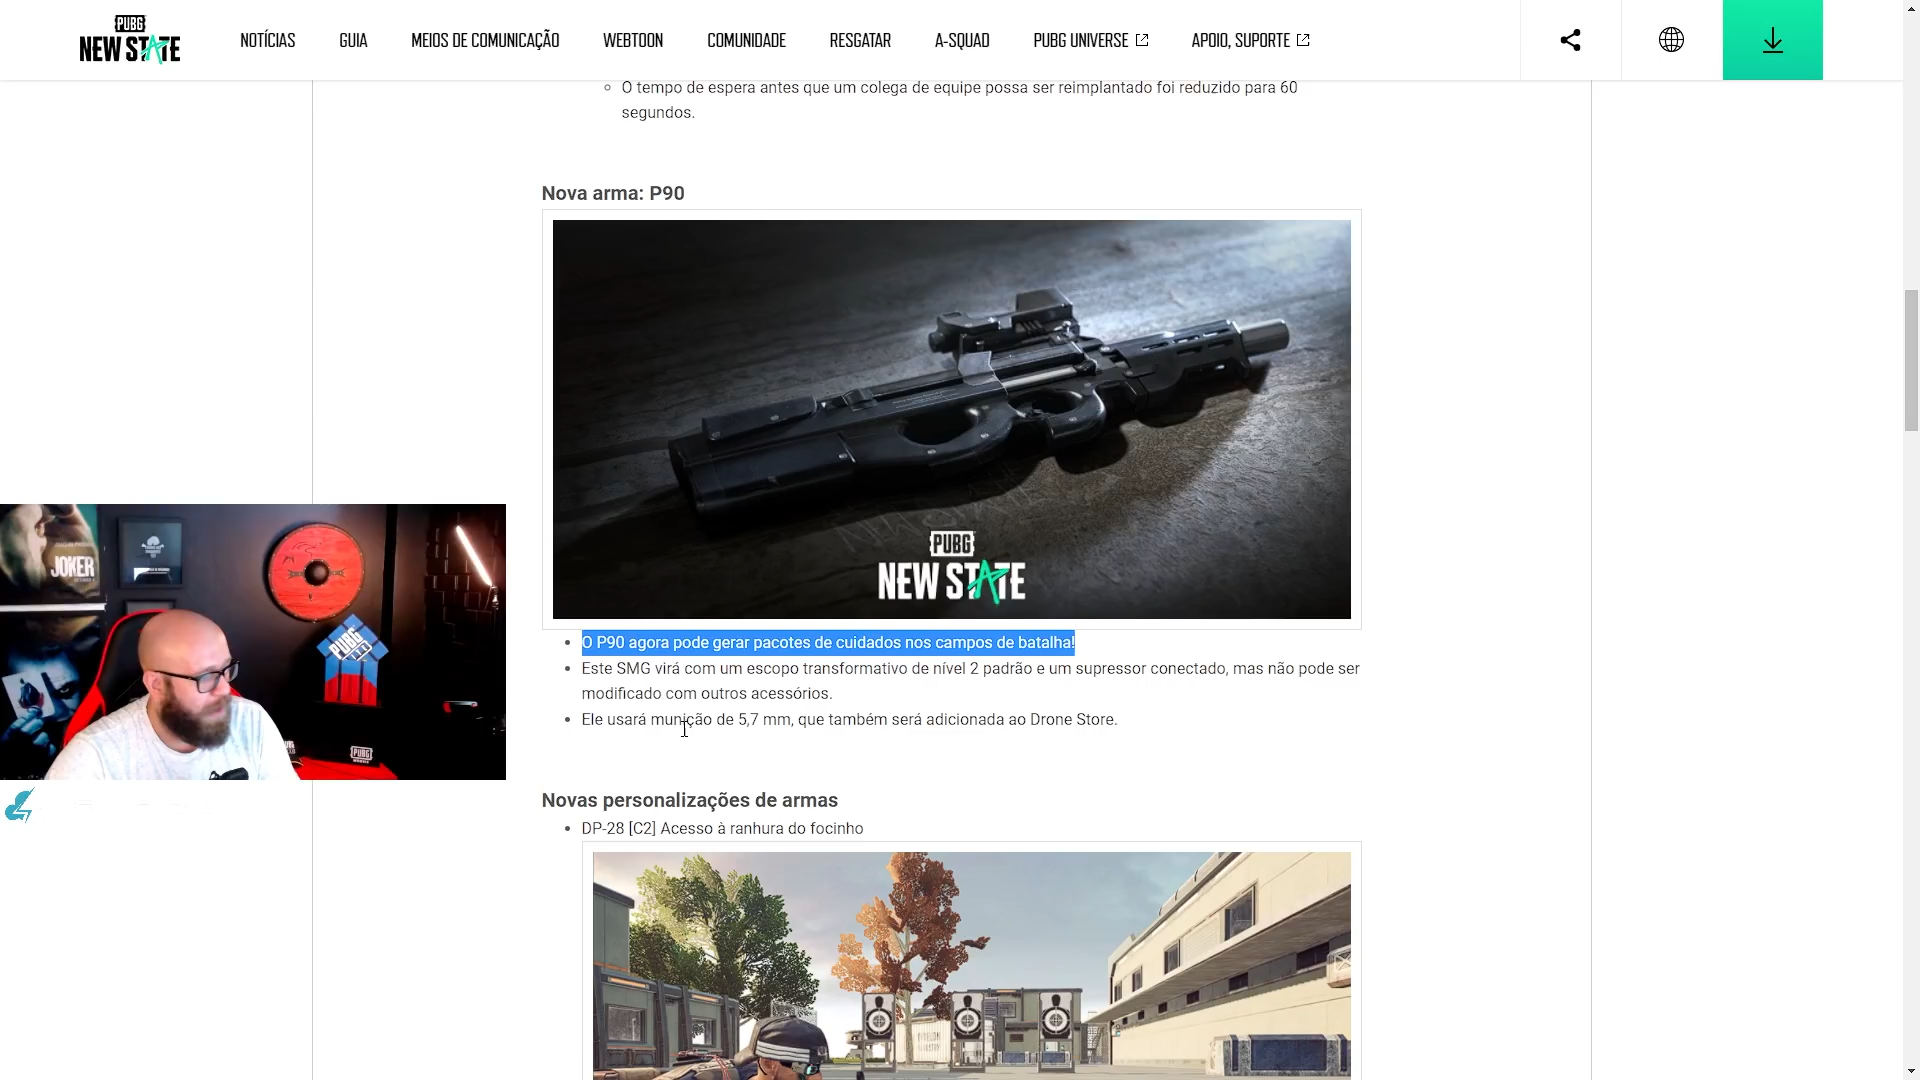 PUBG
NEW STATE
NOTÍCIAS
GUIA
MEIOS DE COMUNICAÇÃO
WEBTOON
COMUNIDADE
RESGATAR
A-SQUAD
PUBG UNIVERSE
APOIO, SUPORTE
O tempo de espera antes que um colega de equipe possa ser reimplantado foi reduzido para 60
segundos.
Nova arma: P90
PUBG
NEW STATE
O P90 agora pode gerar pacotes de cuidados nos campos de batalha!
Este SMG virá com um escopo transformativo de nível 2 padrão e um supressor conectado, mas não pode ser
modificado com outros acessórios.
Ele usará munição de 5,7 mm, que também será adicionada ao Drone Store.
JOKER
PUBG
PUBG
Novas personalizações de armas
DP-28 [C2] Acesso à ranhura do focinho